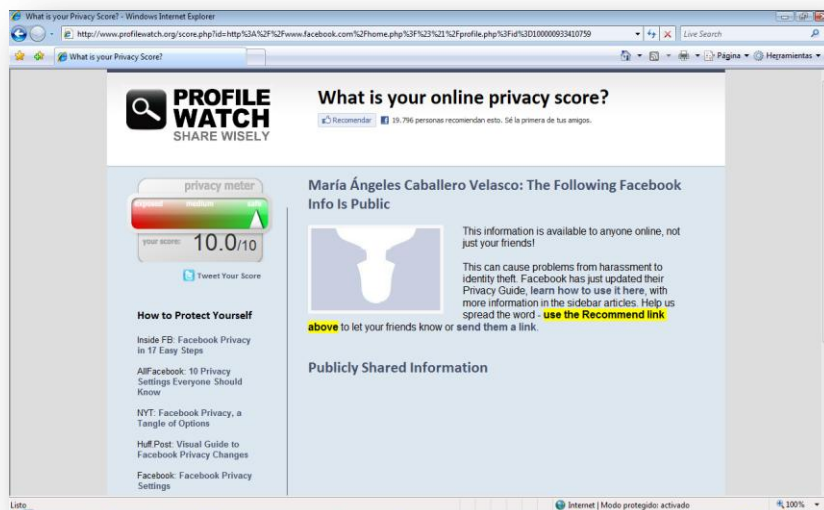 What is your Privacy Score? - Windows Internet Explorer
http://www.profilewatch.org/score.php?id=http%3A%2F%2Fwww.facebook.com%2Fhome.php%3F%23%21%2Fprofile.php%3Fid%3D100000933410759
Live Search
What is your Privacy Score?
Página
Herramientas
PROFILE
WATCH
SHARE WISELY
What is your online privacy score?
Recomendar
19.796 personas recomiendan esto. Sé la primera de tus amigos.
privacy meter
exposed medium safe
your score: 10.0/10
Tweet Your Score
How to Protect Yourself
Inside FB: Facebook Privacy
in 17 Easy Steps
AllFacebook: 10 Privacy
Settings Everyone Should
Know
NYT: Facebook Privacy, a
Tangle of Options
Huff.Post: Visual Guide to
Facebook Privacy Changes
Facebook: Facebook Privacy
Settings
María Ángeles Caballero Velasco: The Following Facebook
Info Is Public
This information is available to anyone online, not
just your friends!
This can cause problems from harassment to
identity theft. Facebook has just updated their
Privacy Guide, learn how to use it here, with
more information in the sidebar articles. Help us
spread the word - use the Recommend link
above to let your friends know or send them a link.
Publicly Shared Information
Listo
Internet | Modo protegido: activado
100%